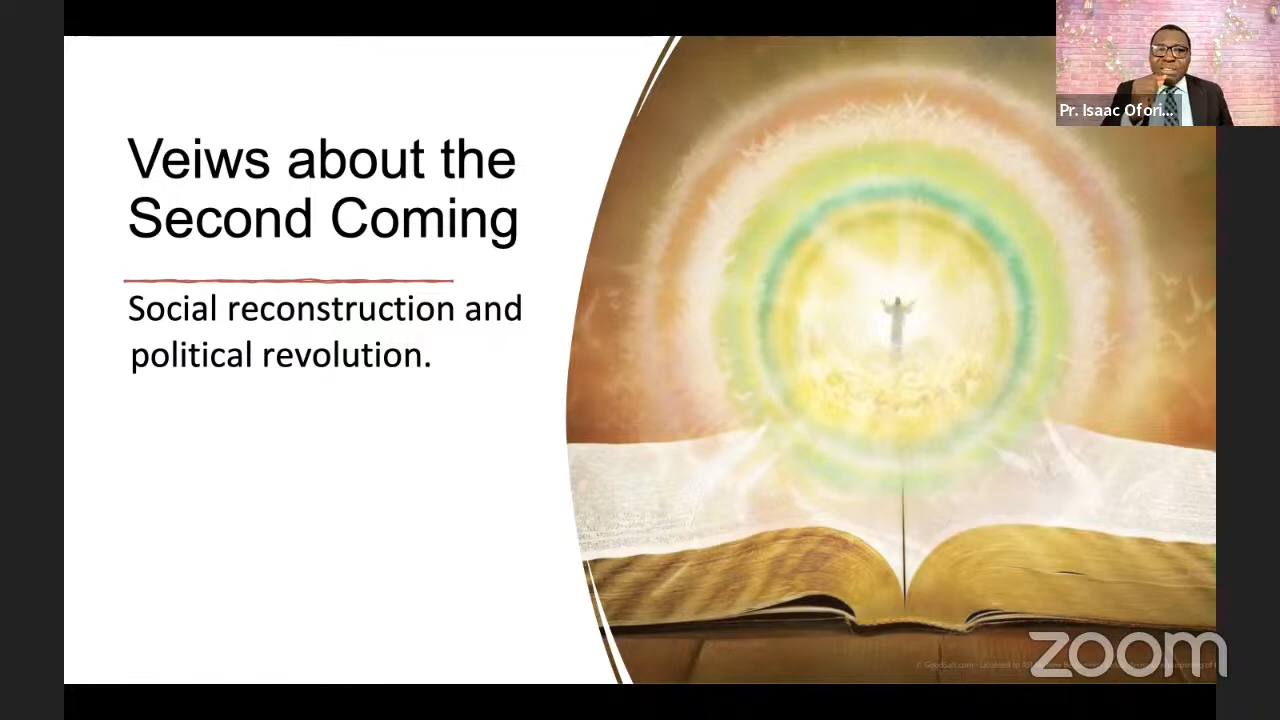 Pr. Isaac Ofori...
Veiws about the
Second Coming
Social reconstruction and
political revolution.
zoom